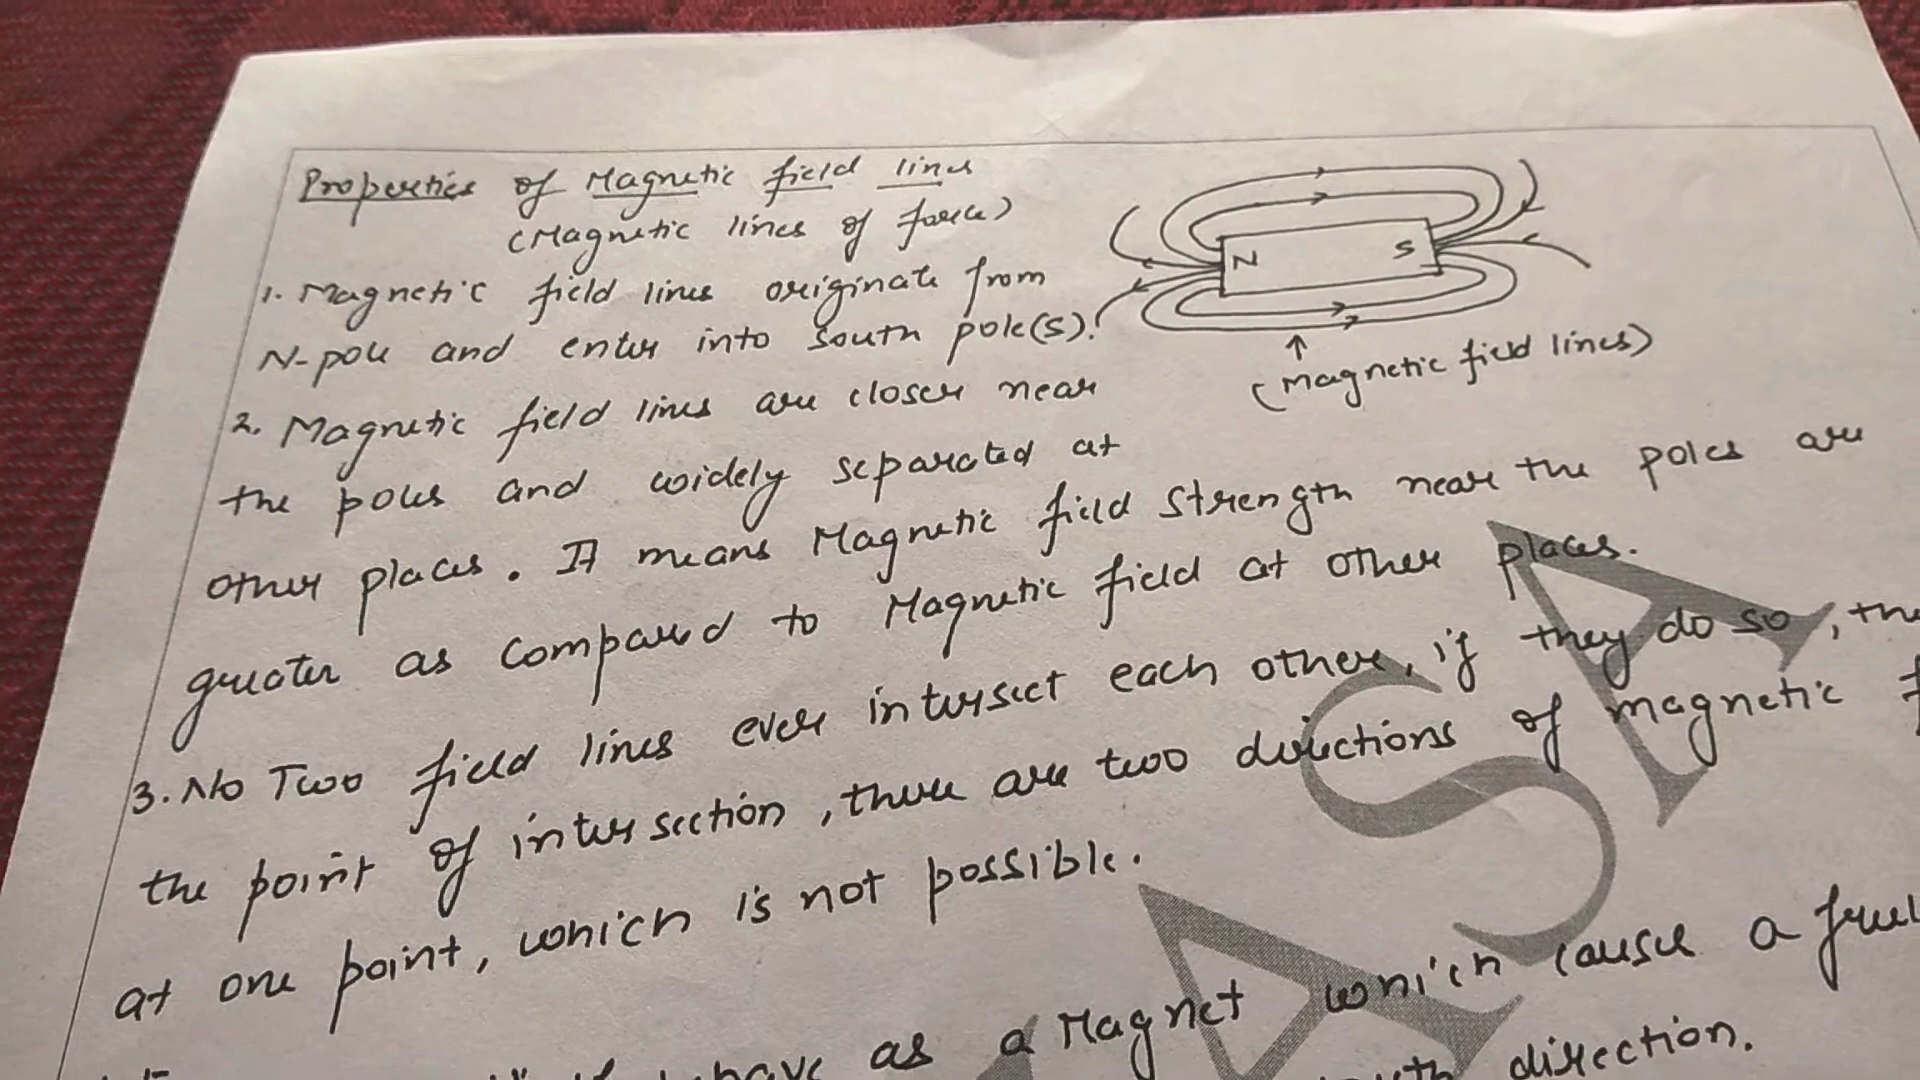 Properties of Magnetic field lines
(Magnetic lines of force)
1. Magnetic field lines originate from
N-pole and enter into south pole(s).
N
S
(Magnetic field lines)
2. Magnetic field lines are closer near
the poles and widely separated at
other places. It means Magnetic field strength near the poles are
greater as compared to Magnetic field at other places.
3. No Two field lines ever intersect each other, if they do so, the
the point of intersection, there are two directions of magnetic
at one point, which is not possible.
as a Magnet which cause a
direction.
ASA